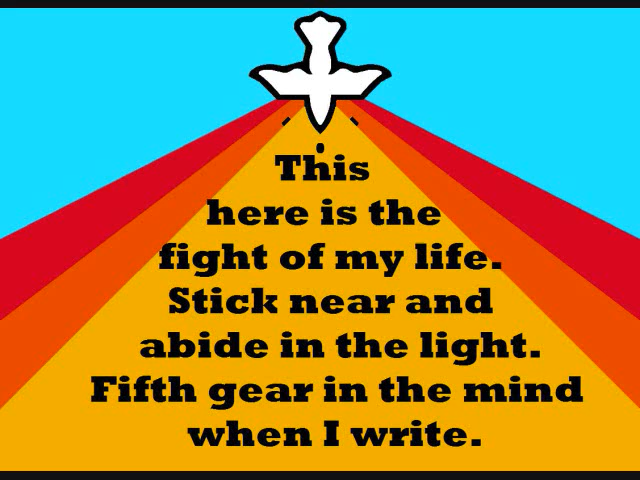 This
here is the
fight of my life.
Stick near and
abide in the light.
Fifth gear in the mind
when I write.